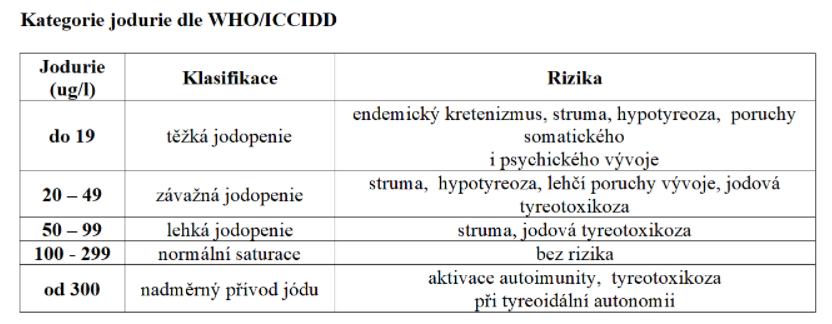 Kategorie jodurie dle WHO/ICCIDD
Jodurie (ug/l) Klasifikace Rizika
do 19 těžká jodopenie endemický kretenizmus, struma, hypotyreoza, poruchy
somatického
i psychického vývoje
20 – 49 závažná jodopenie struma, hypotyreoza, lehčí poruchy vývoje, jodová
tyreotoxikoza
50 – 99 lehká jodopenie struma, jodová tyreotoxikoza
100 - 299 normální saturace bez rizika
od 300 nadměrný přívod jódu aktivace autoimunity, tyreotoxikoza
při tyreoidální autonomii